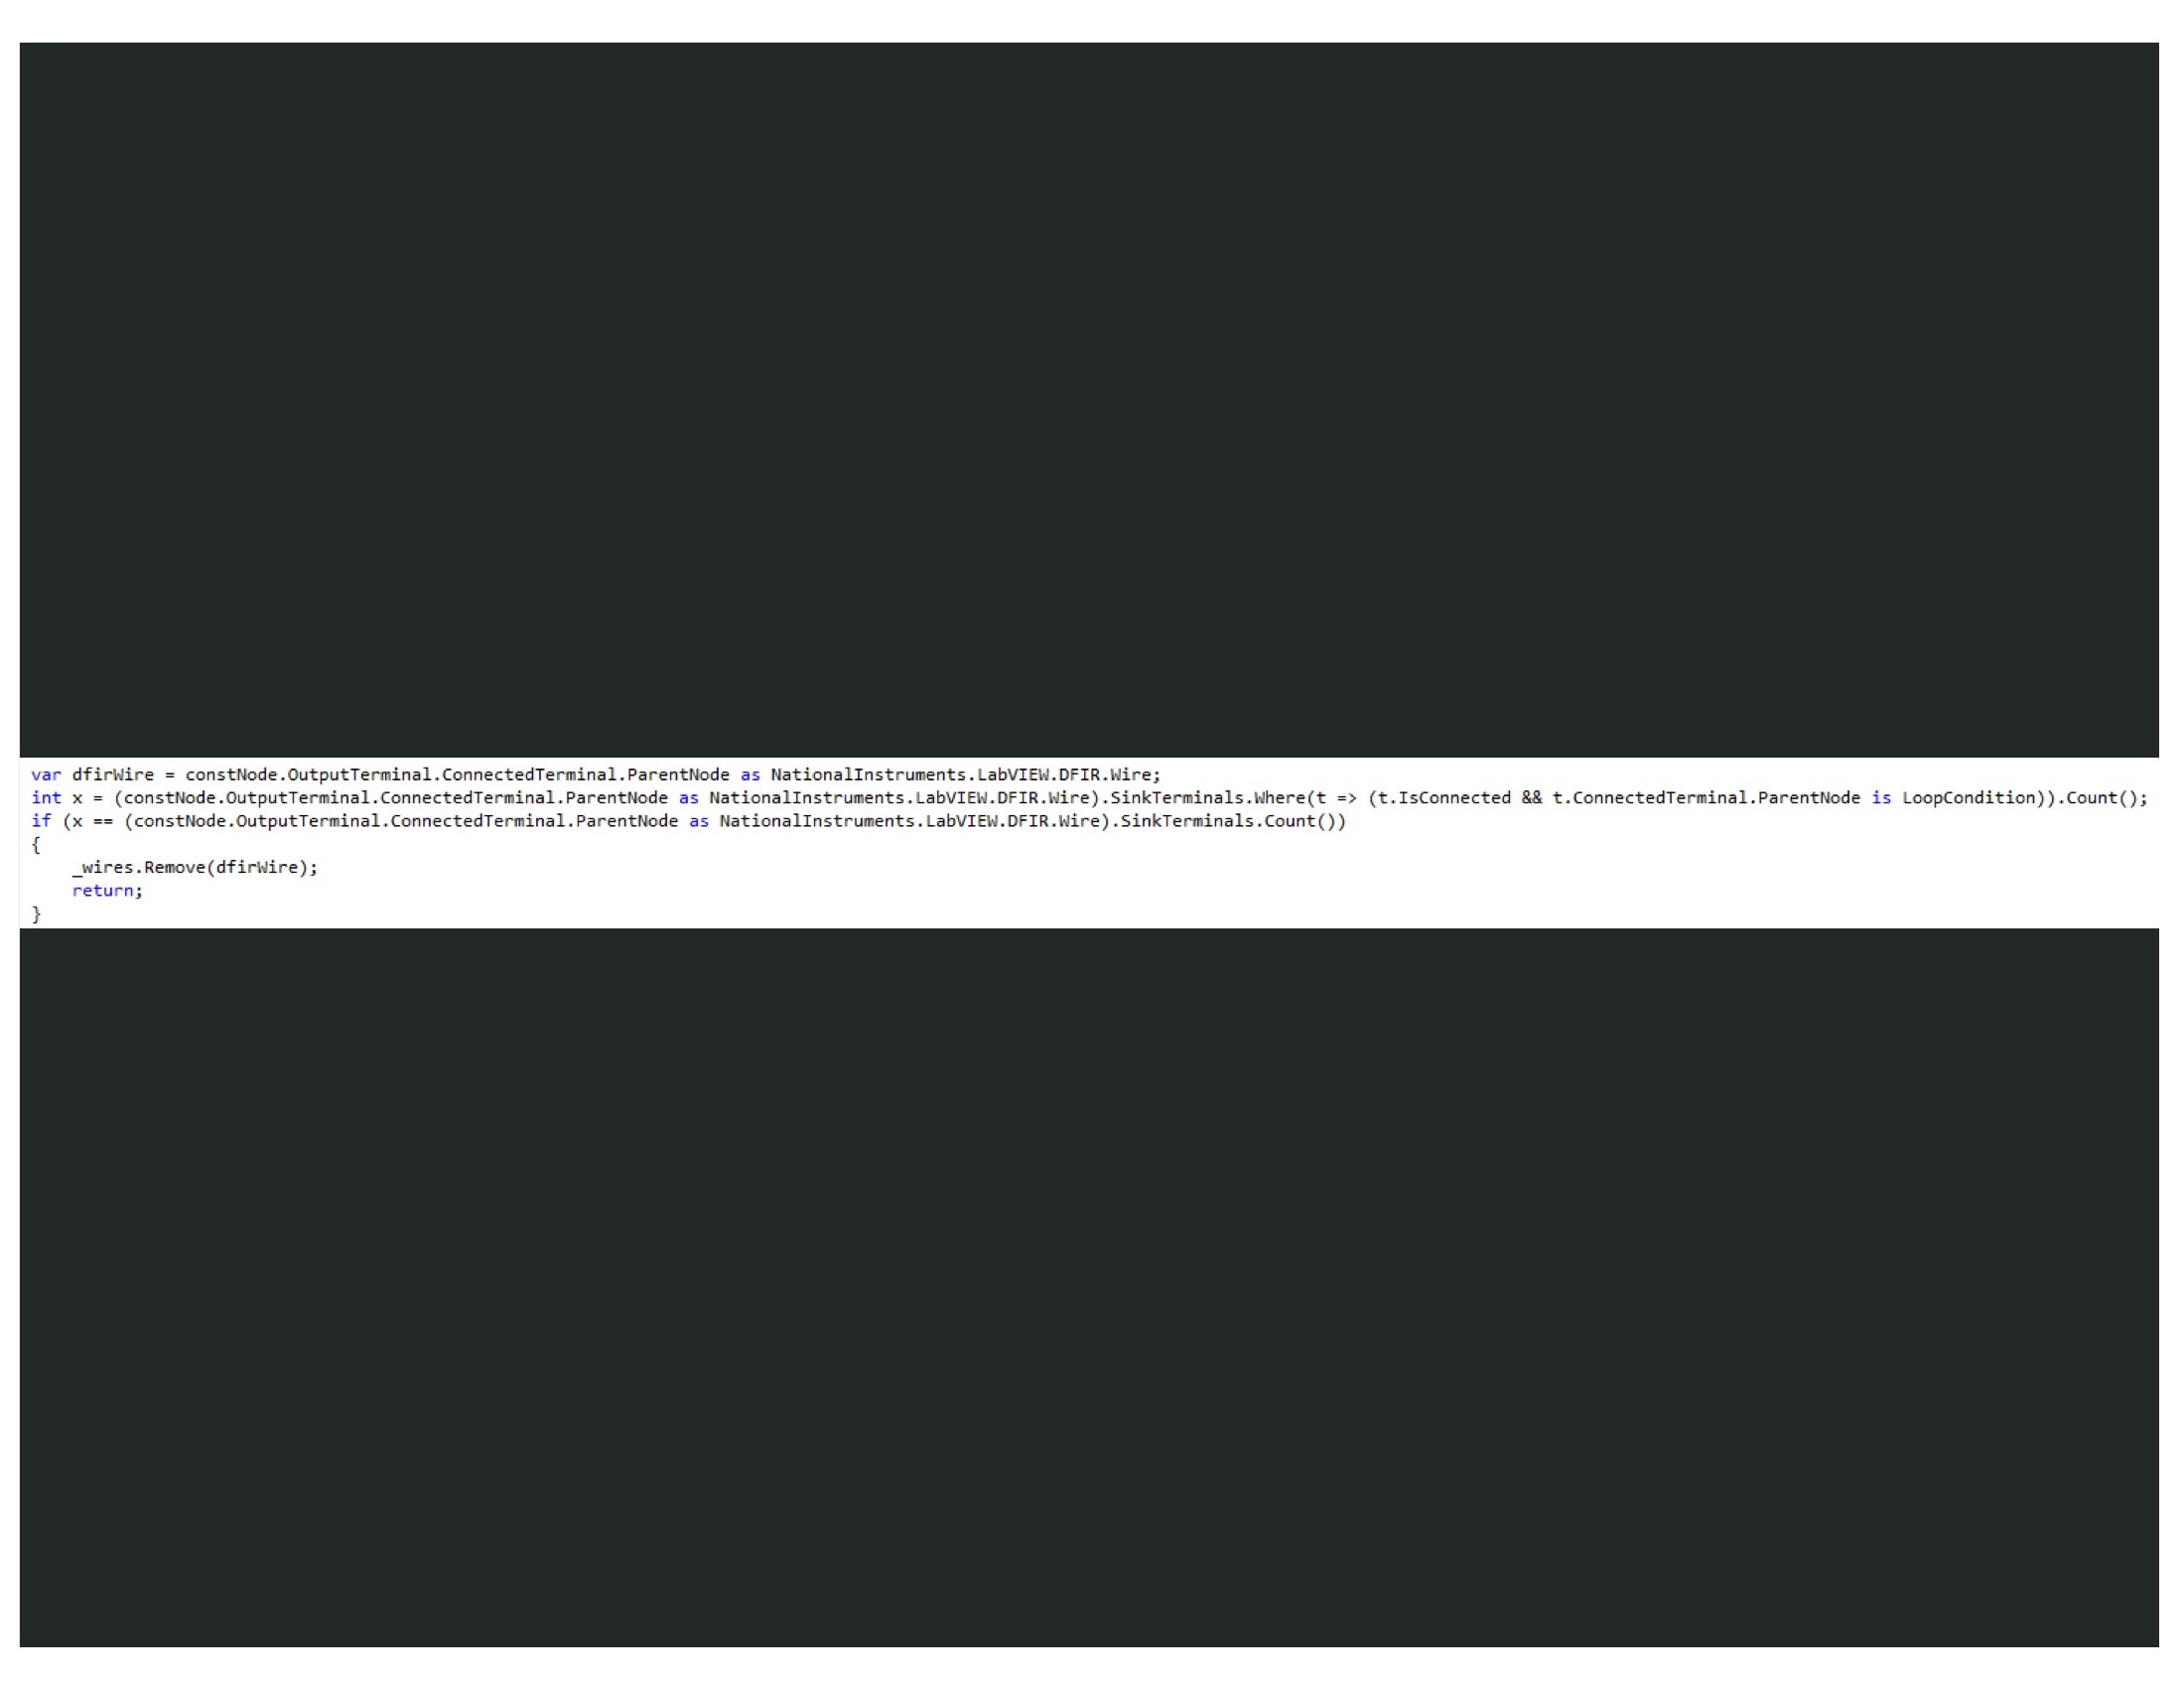 var dfirWire = constNode.OutputTerminal.ConnectedTerminal.ParentNode as NationalInstruments.LabVIEW.DFIR.Wire;
int x = (constNode.OutputTerminal.ConnectedTerminal.ParentNode as NationalInstruments.LabVIEW.DFIR.Wire).SinkTerminals.Where(t => (t.IsConnected && t.ConnectedTerminal.ParentNode is LoopCondition)).Count();
if (x == (constNode.OutputTerminal.ConnectedTerminal.ParentNode as NationalInstruments.LabVIEW.DFIR.Wire).SinkTerminals.Count())
{
    _wires.Remove(dfirWire);
    return;
}